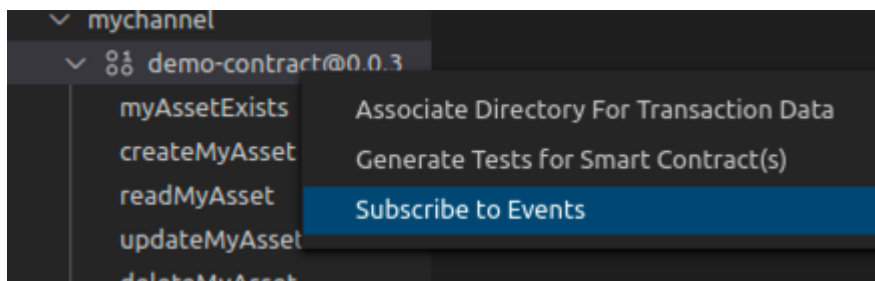 mychannel
demo-contract@0.0.3
myAssetExists
createMyAsset
readMyAsset
updateMyAsset
Associate Directory For Transaction Data
Generate Tests for Smart Contract(s)
Subscribe to Events